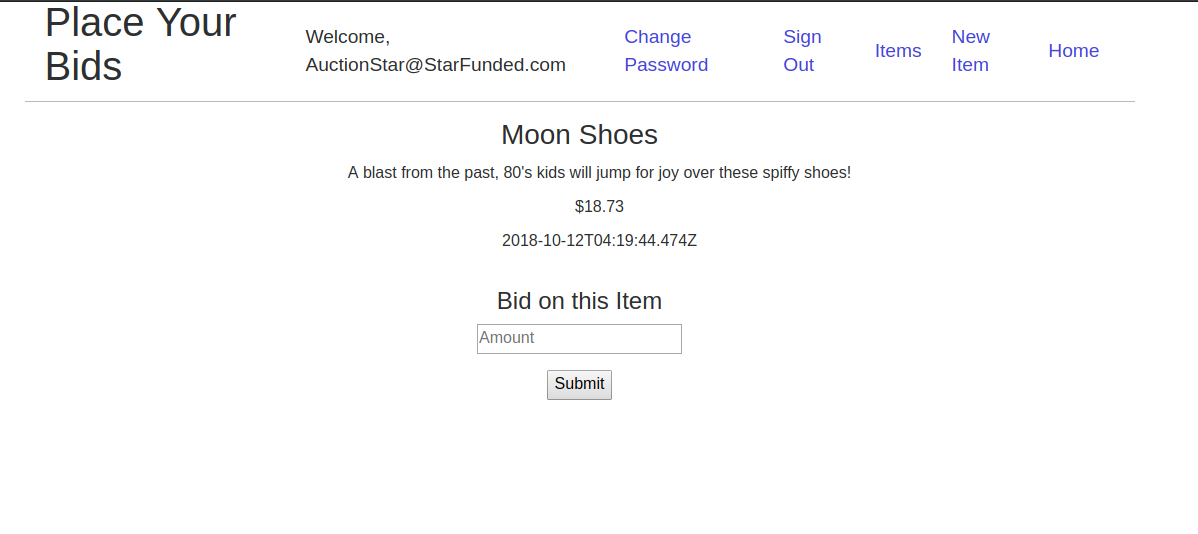 Place Your
Bids
Welcome,
AuctionStar@StarFunded.com
Change
Password
Sign
Out
Items
New
Item
Home
Moon Shoes
A blast from the past, 80's kids will jump for joy over these spiffy shoes!
$18.73
2018-10-12T04:19:44.474Z
Bid on this Item
Amount
Submit